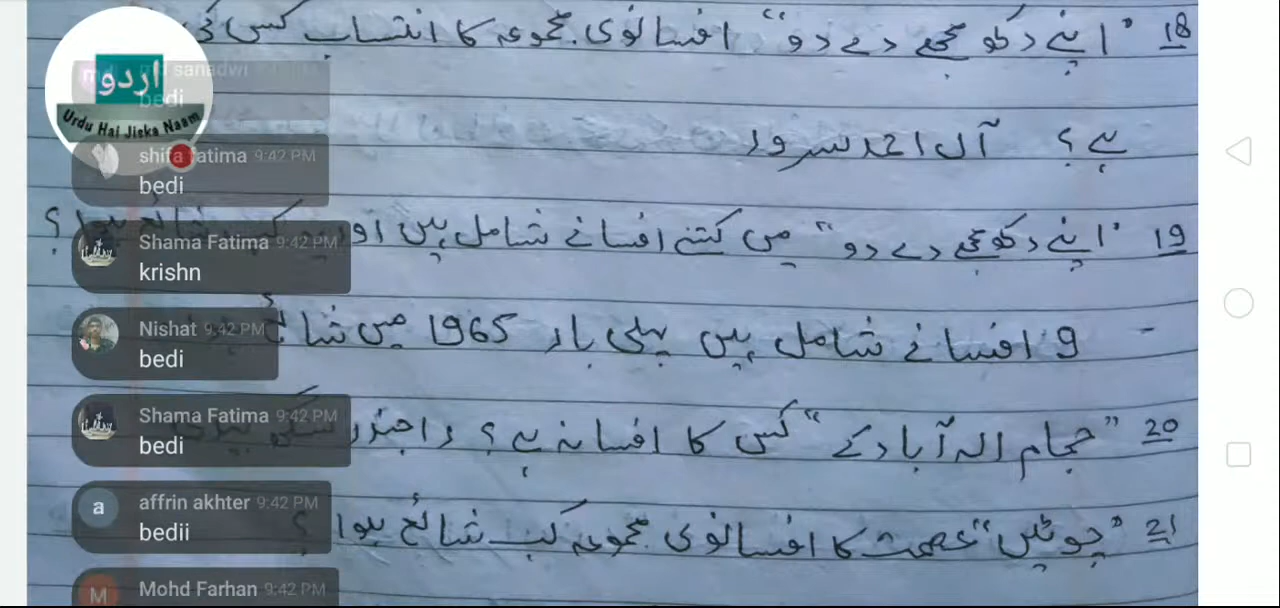 18 "اپنے دکھ مجھے دے دو" افسانوی مجموعہ کا انتساب کس کی
ہے؟ آل احمد سرور
19 "اپنے دکھ مجھے دے دو" میں کتنے افسانے شامل ہیں اور یہ کب شائع ہوا؟
- 9 افسانے شامل ہیں پہلی بار 1965 میں شائع
20 "حجام الہ آباد کے" کس کا افسانہ ہے؟ راجندر سنگھ بیدی
21 "چوٹیں" عصمت کا افسانوی مجموعہ کب شائع ہوا؟
اردو
Urdu Hai Jiska Naam
md sanadwi
bedi
shifa fatima 9:42 PM
bedi
Shama Fatima 9:42 PM
krishn
Nishat 9:42 PM
bedi
Shama Fatima 9:42 PM
bedi
a
affrin akhter 9:42 PM
bedii
M
Mohd Farhan 9:42 PM